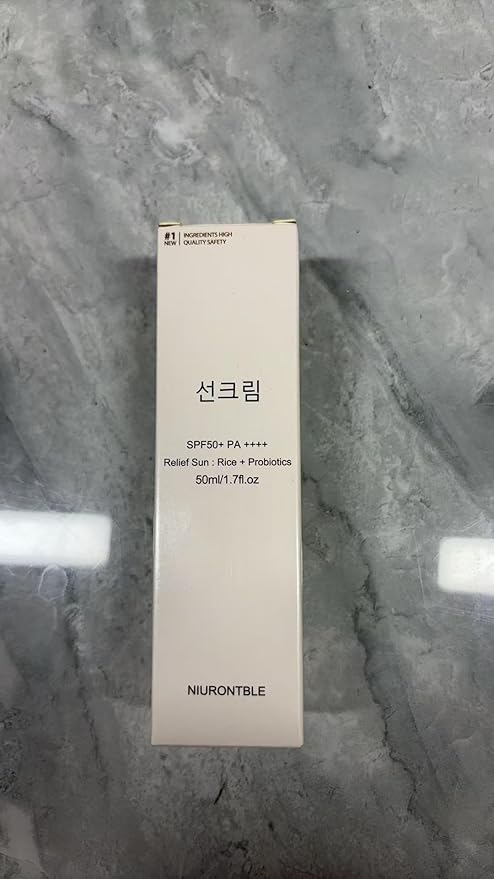 #1 INGREDIENTS HIGH
NEW QUALITY SAFETY
선크림
SPF50+ PA ++++
Relief Sun : Rice + Probiotics
50ml/1.7fl.oz
NIURONTBLE